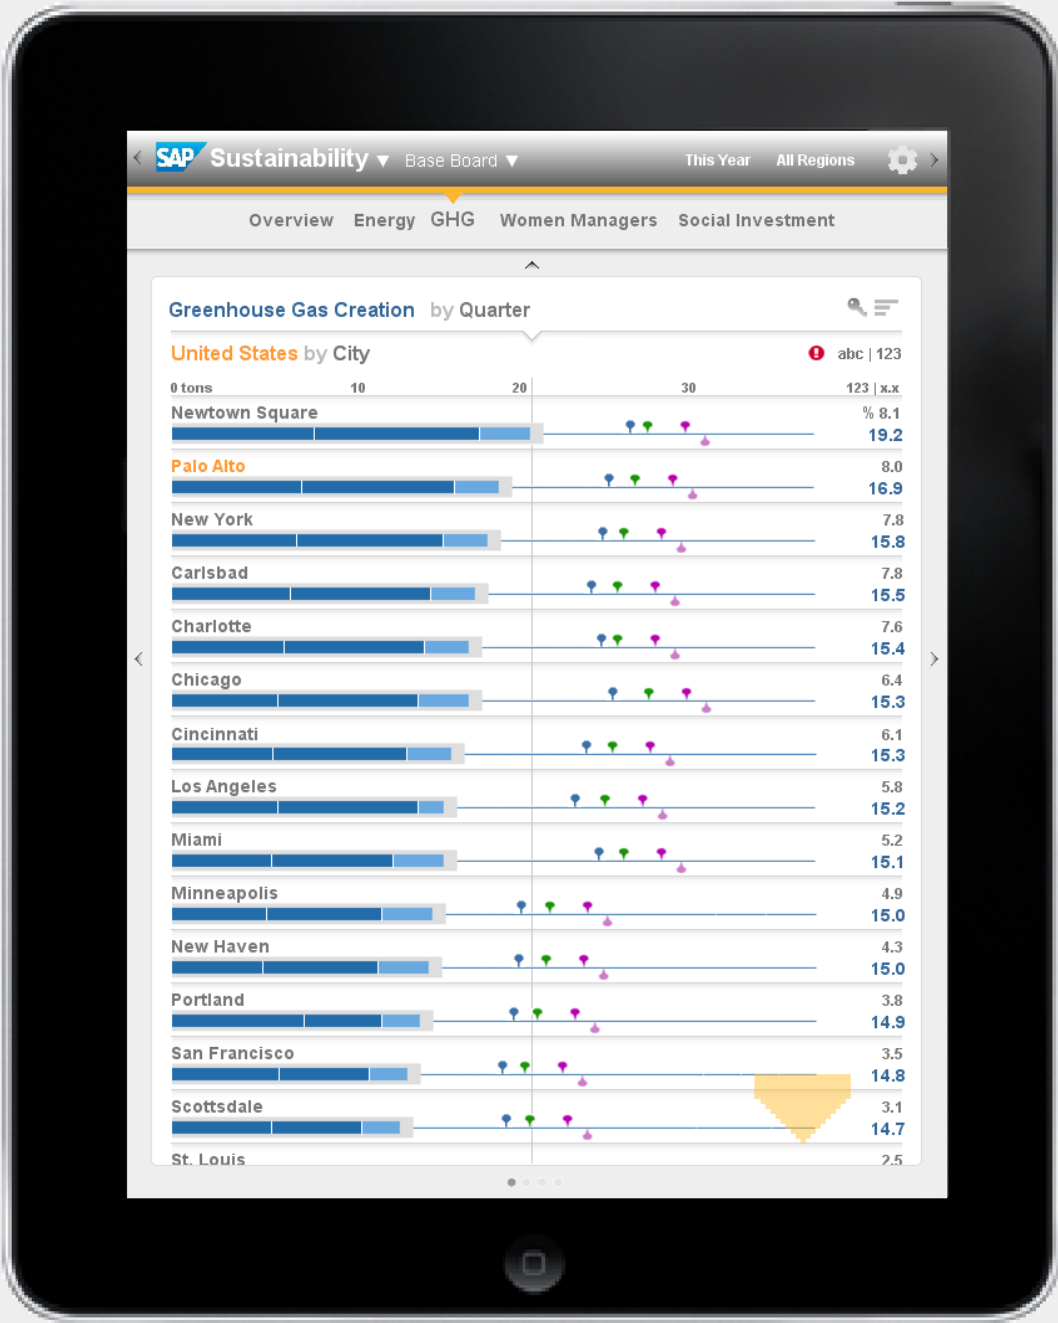 SAP Sustainability ▼ Base Board ▼ This Year All Regions
Overview Energy GHG Women Managers Social Investment
Greenhouse Gas Creation by Quarter
United States by City abc | 123
0 tons 10 20 30 123 | x.x
Newtown Square % 8.1
19.2
Palo Alto 8.0
16.9
New York 7.8
15.8
Carlsbad 7.8
15.5
Charlotte 7.6
15.4
Chicago 6.4
15.3
Cincinnati 6.1
15.3
Los Angeles 5.8
15.2
Miami 5.2
15.1
Minneapolis 4.9
15.0
New Haven 4.3
15.0
Portland 3.8
14.9
San Francisco 3.5
14.8
Scottsdale 3.1
14.7
St. Louis 2.5